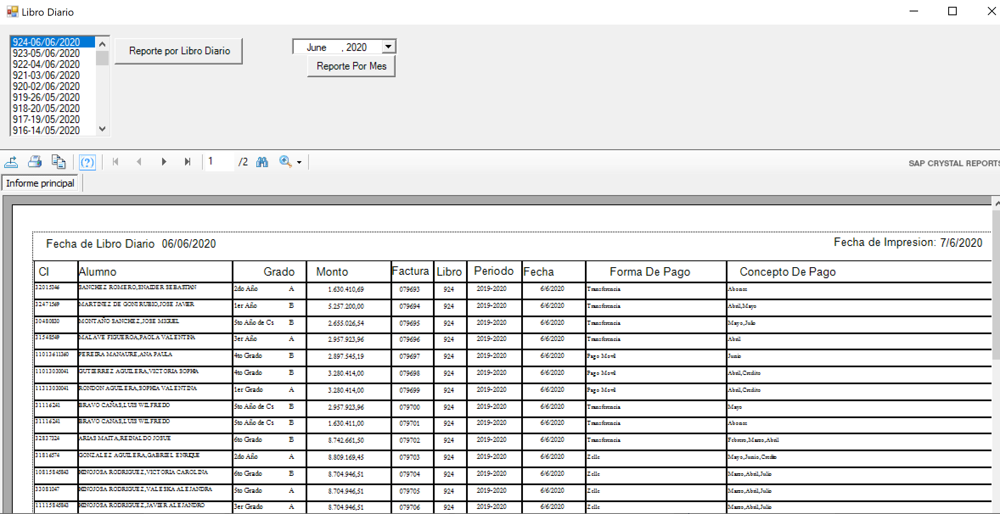 Libro Diario
924-06/06/2020
923-05/06/2020
922-04/06/2020
921-03/06/2020
920-02/06/2020
919-26/05/2020
918-20/05/2020
917-19/05/2020
916-14/05/2020
Reporte por Libro Diario
June , 2020
Reporte Por Mes
(?) 1 /2
SAP CRYSTAL REPORTS
Informe principal
Fecha de Libro Diario 06/06/2020 Fecha de Impresion: 7/6/2020
CI Alumno Grado Monto Factura Libro Periodo Fecha Forma De Pago Concepto De Pago
32015346 SANCHEZ ROMERO,SNAIDER SEBASTIAN 2do Año A 1.630.410,69 079693 924 2019-2020 6/6/2020 Transferencia Abonos
32471569 MARTINEZ DE GONI RUBIO,JOSE JAVIER 1er Año B 5.257.200,00 079694 924 2019-2020 6/6/2020 Transferencia Abril,Mayo
30480830 MONTAÑO SANCHEZ,JOSE MIGUEL 5to Año de Cs B 2.655.026,54 079695 924 2019-2020 6/6/2020 Transferencia Mayo,Julio
31548549 MALAVE FIGUEROA,PAOLA VALENTINA 3er Año A 2.957.923,96 079696 924 2019-2020 6/6/2020 Transferencia Abril
11013611360 PEREIRA MANAURE,ANA PAULA 4to Grado B 2.897.545,19 079697 924 2019-2020 6/6/2020 Pago Movil Junio
11013030041 GUTIERREZ AGUILERA,VICTORIA SOPHIA 4to Grado B 3.280.414,00 079698 924 2019-2020 6/6/2020 Pago Movil Abril,Credito
11313030041 RONDON AGUILERA,SOPHIA VALENTINA 1er Grado A 3.280.414,00 079699 924 2019-2020 6/6/2020 Pago Movil Abril,Credito
31116241 BRAVO CAÑAS,LUIS WILFREDO 5to Año de Cs B 2.957.923,96 079700 924 2019-2020 6/6/2020 Transferencia Mayo
31116241 BRAVO CAÑAS,LUIS WILFREDO 5to Año de Cs B 1.630.411,00 079701 924 2019-2020 6/6/2020 Transferencia Abonos
32837324 ARIAS MAITA,REINALDO JOSUE 6to Grado B 8.742.661,50 079702 924 2019-2020 6/6/2020 Transferencia Febrero,Marzo,Abril
31816574 GONZALEZ AGUILERA,GABRIEL ENRIQUE 2do Año A 8.809.169,45 079703 924 2019-2020 6/6/2020 Zelle Mayo,Junio,Credito
10815845843 HINOJOSA RODRIGUEZ,VICTORIA CAROLINA 6to Grado B 8.704.946,51 079704 924 2019-2020 6/6/2020 Zelle Marzo,Abril,Julio
33081047 HINOJOSA RODRIGUEZ,VALESKA ALEJANDRA 5to Grado A 8.704.946,51 079705 924 2019-2020 6/6/2020 Zelle Marzo,Abril,Julio
11115845843 HINOJOSA RODRIGUEZ,JAVIER ALEJANDRO 3er Grado A 8.704.946,51 079706 924 2019-2020 6/6/2020 Zelle Marzo,Abril,Julio